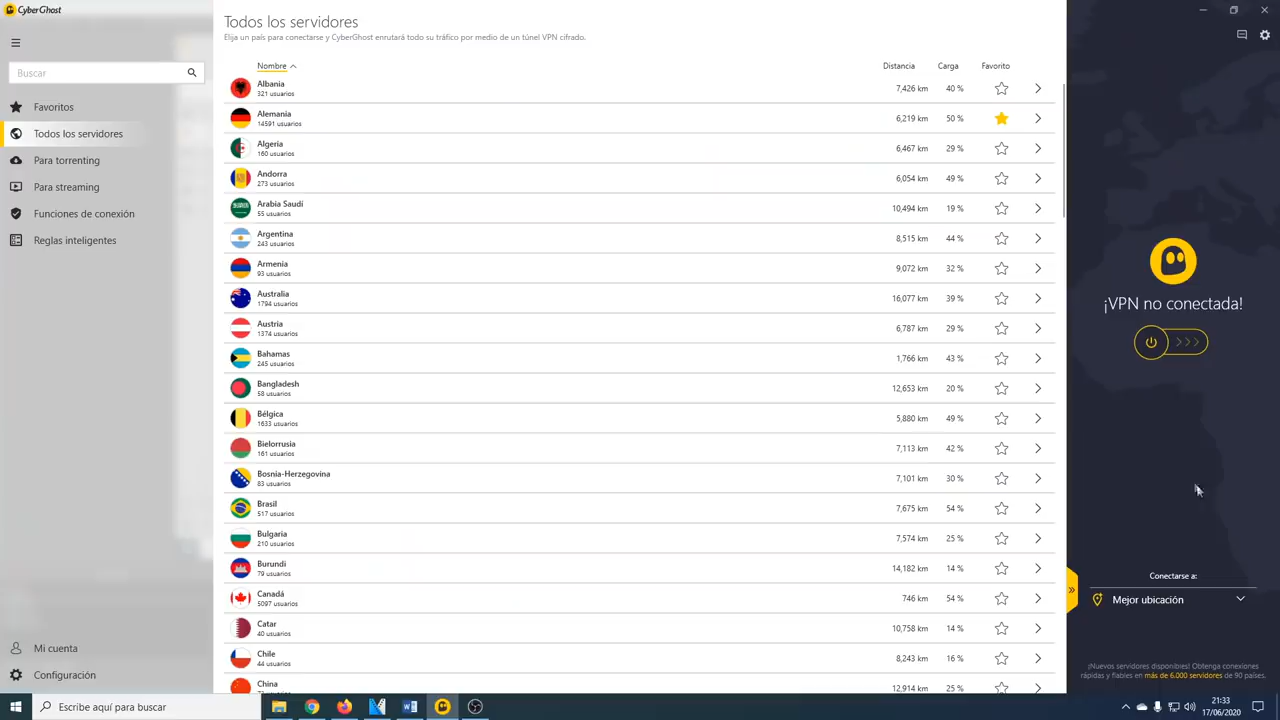 CyberGhost
Buscar
Favoritos
Todos los servidores
Para torrenting
Para streaming
Funciones de conexión
Reglas inteligentes
Mi cuenta
Configuración
Todos los servidores
Elija un país para conectarse y CyberGhost enrutará todo su tráfico por medio de un túnel VPN cifrado.
Nombre Distancia Carga Favorito
Albania
321 usuarios
7,426 km 40 %
Alemania
14591 usuarios
6,219 km 50 %
Algeria
160 usuarios
6,467 km 29 %
Andorra
273 usuarios
6,054 km 49 %
Arabia Saudí
55 usuarios
10,494 km 19 %
Argentina
243 usuarios
8,515 km 44 %
Armenia
93 usuarios
9,072 km 32 %
Australia
1794 usuarios
16,077 km 39 %
Austria
1374 usuarios
6,787 km 29 %
Bahamas
245 usuarios
1,766 km 43 %
Bangladesh
58 usuarios
12,653 km 20 %
Bélgica
1633 usuarios
5,880 km 49 %
Bielorrusia
161 usuarios
7,113 km 42 %
Bosnia-Herzegovina
83 usuarios
7,101 km 30 %
Brasil
517 usuarios
7,675 km 54 %
Bulgaria
210 usuarios
7,574 km 25 %
Burundi
79 usuarios
14,182 km 14 %
Canadá
5097 usuarios
746 km 54 %
Catar
40 usuarios
10,758 km 14 %
Chile
44 usuarios
8,243 km 16 %
China
12,914 km 25 %
¡VPN no conectada!
Conectarse a:
Mejor ubicación
¡Nuevos servidores disponibles! Obtenga conexiones
rápidas y fiables en más de 6.000 servidores de 90 países.
Escribe aquí para buscar
21:33
17/06/2020